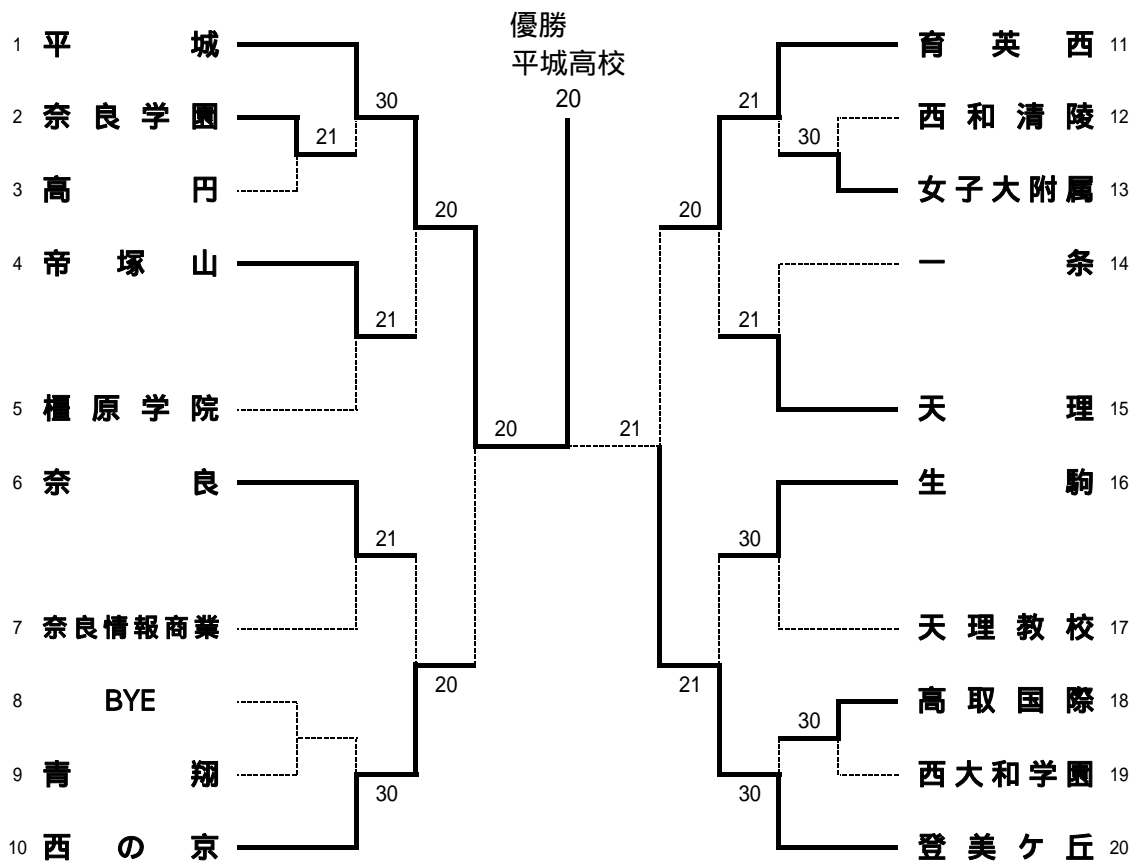 優勝
平城高校
20
1 平城
30
2 奈良学園
21
3 高円
20
4 帝塚山
21
5 橿原学院
20
6 奈良
21
7 奈良情報商業
20
8 BYE
9 青翔
30
10 西の京
育英西 11
21
西和清陵 12
30
女子大附属 13
20
一条 14
21
天理 15
21
生駒 16
30
天理教校 17
21
高取国際 18
30
西大和学園 19
30
登美ケ丘 20